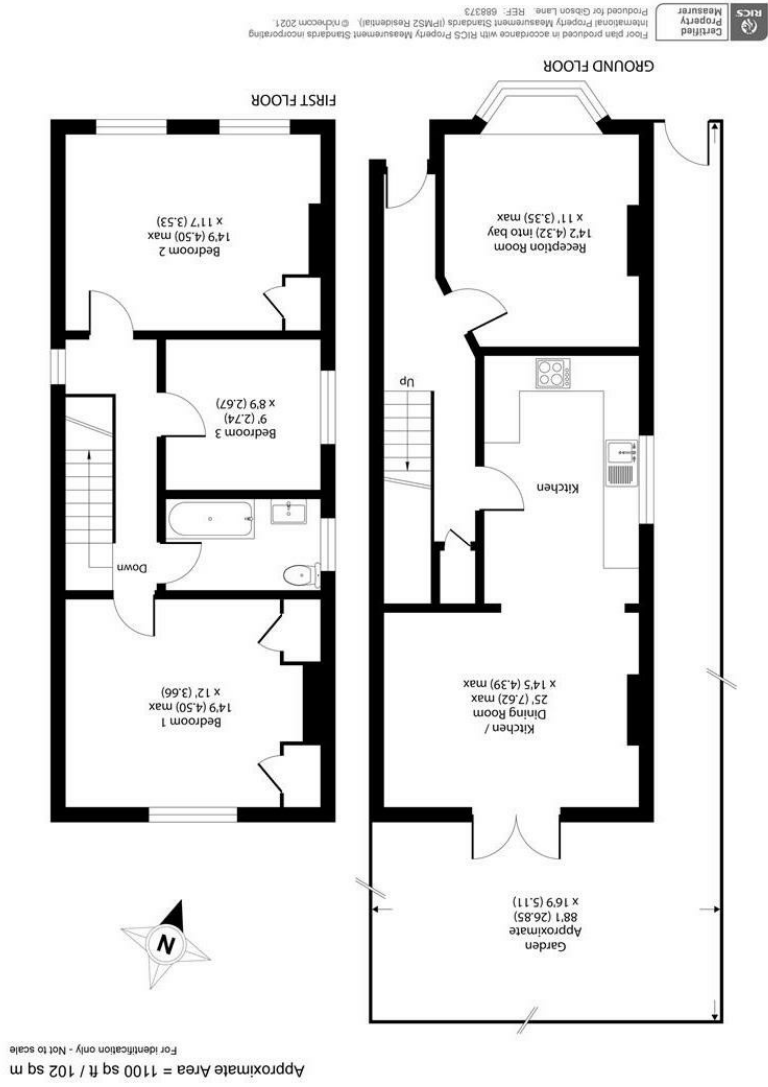 Approximate Area = 1100 sq ft / 102 sq m
For identification only - Not to scale
N
Garden
Approximate
88'1 (26.85)
x 16'9 (5.11)
Kitchen /
Dining Room
25' (7.62) max
x 14'5 (4.39) max
Kitchen
Up
Reception Room
14'2 (4.32) into bay
x 11' (3.35) max
GROUND FLOOR
Bedroom 1
14'9 (4.50) max
x 12' (3.66)
Down
Bedroom 3
9' (2.74)
x 8'9 (2.67)
Bedroom 2
14'9 (4.50) max
x 11'7 (3.53)
FIRST FLOOR
RICS
Certified
Property
Measurer
Floor plan produced in accordance with RICS Property Measurement Standards incorporating
International Property Measurement Standards (IPMS2 Residential). © nichecom 2021.
Produced for Gibson Lane. REF: 688373